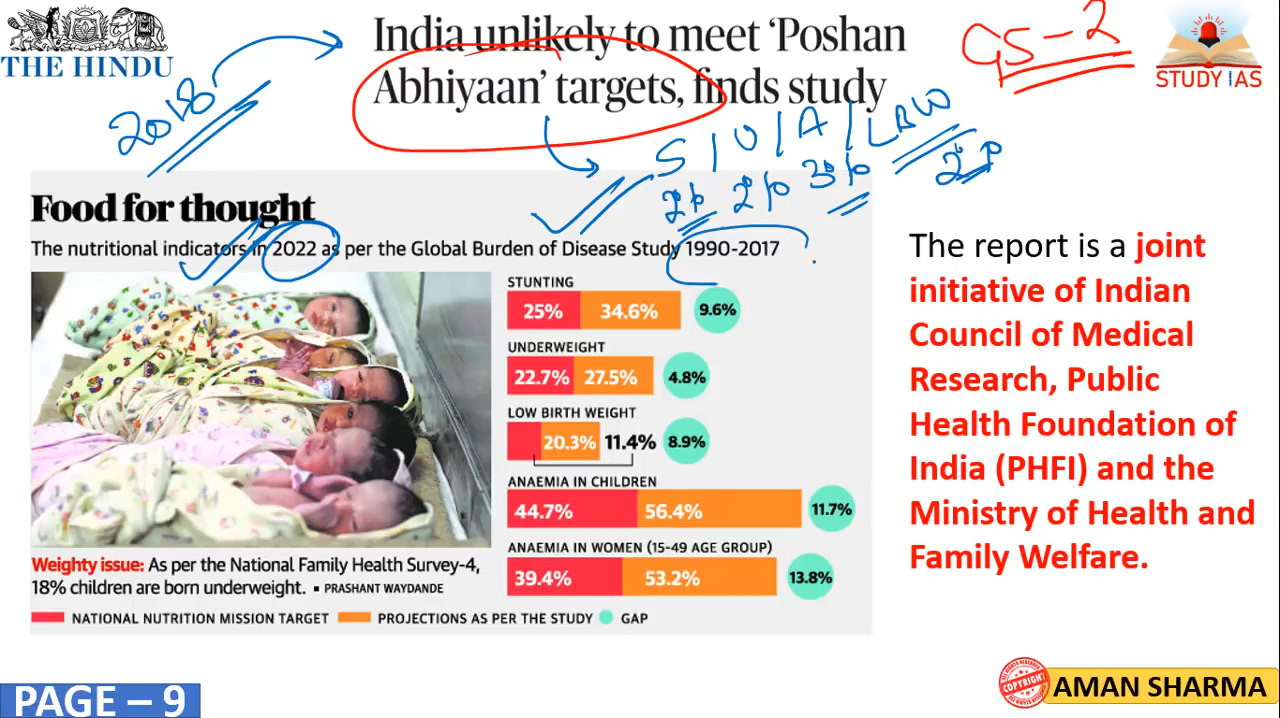 THE HINDU
India unlikely to meet ‘Poshan
Abhiyaan’ targets, finds study
GS-2
STUDY IAS
2018
S | U | A | LBW
2% 2% 3% 2%
Food for thought
The nutritional indicators in 2022 as per the Global Burden of Disease Study 1990-2017
STUNTING
25% 34.6% 9.6%
UNDERWEIGHT
22.7% 27.5% 4.8%
LOW BIRTH WEIGHT
20.3% 11.4% 8.9%
ANAEMIA IN CHILDREN
44.7% 56.4% 11.7%
ANAEMIA IN WOMEN (15-49 AGE GROUP)
39.4% 53.2% 13.8%
Weighty issue: As per the National Family Health Survey-4,
18% children are born underweight. ▪ PRASHANT WAYDANDE
NATIONAL NUTRITION MISSION TARGET PROJECTIONS AS PER THE STUDY GAP
The report is a joint
initiative of Indian
Council of Medical
Research, Public
Health Foundation of
India (PHFI) and the
Ministry of Health and
Family Welfare.
PAGE – 9
COPYRIGHT
AMAN SHARMA